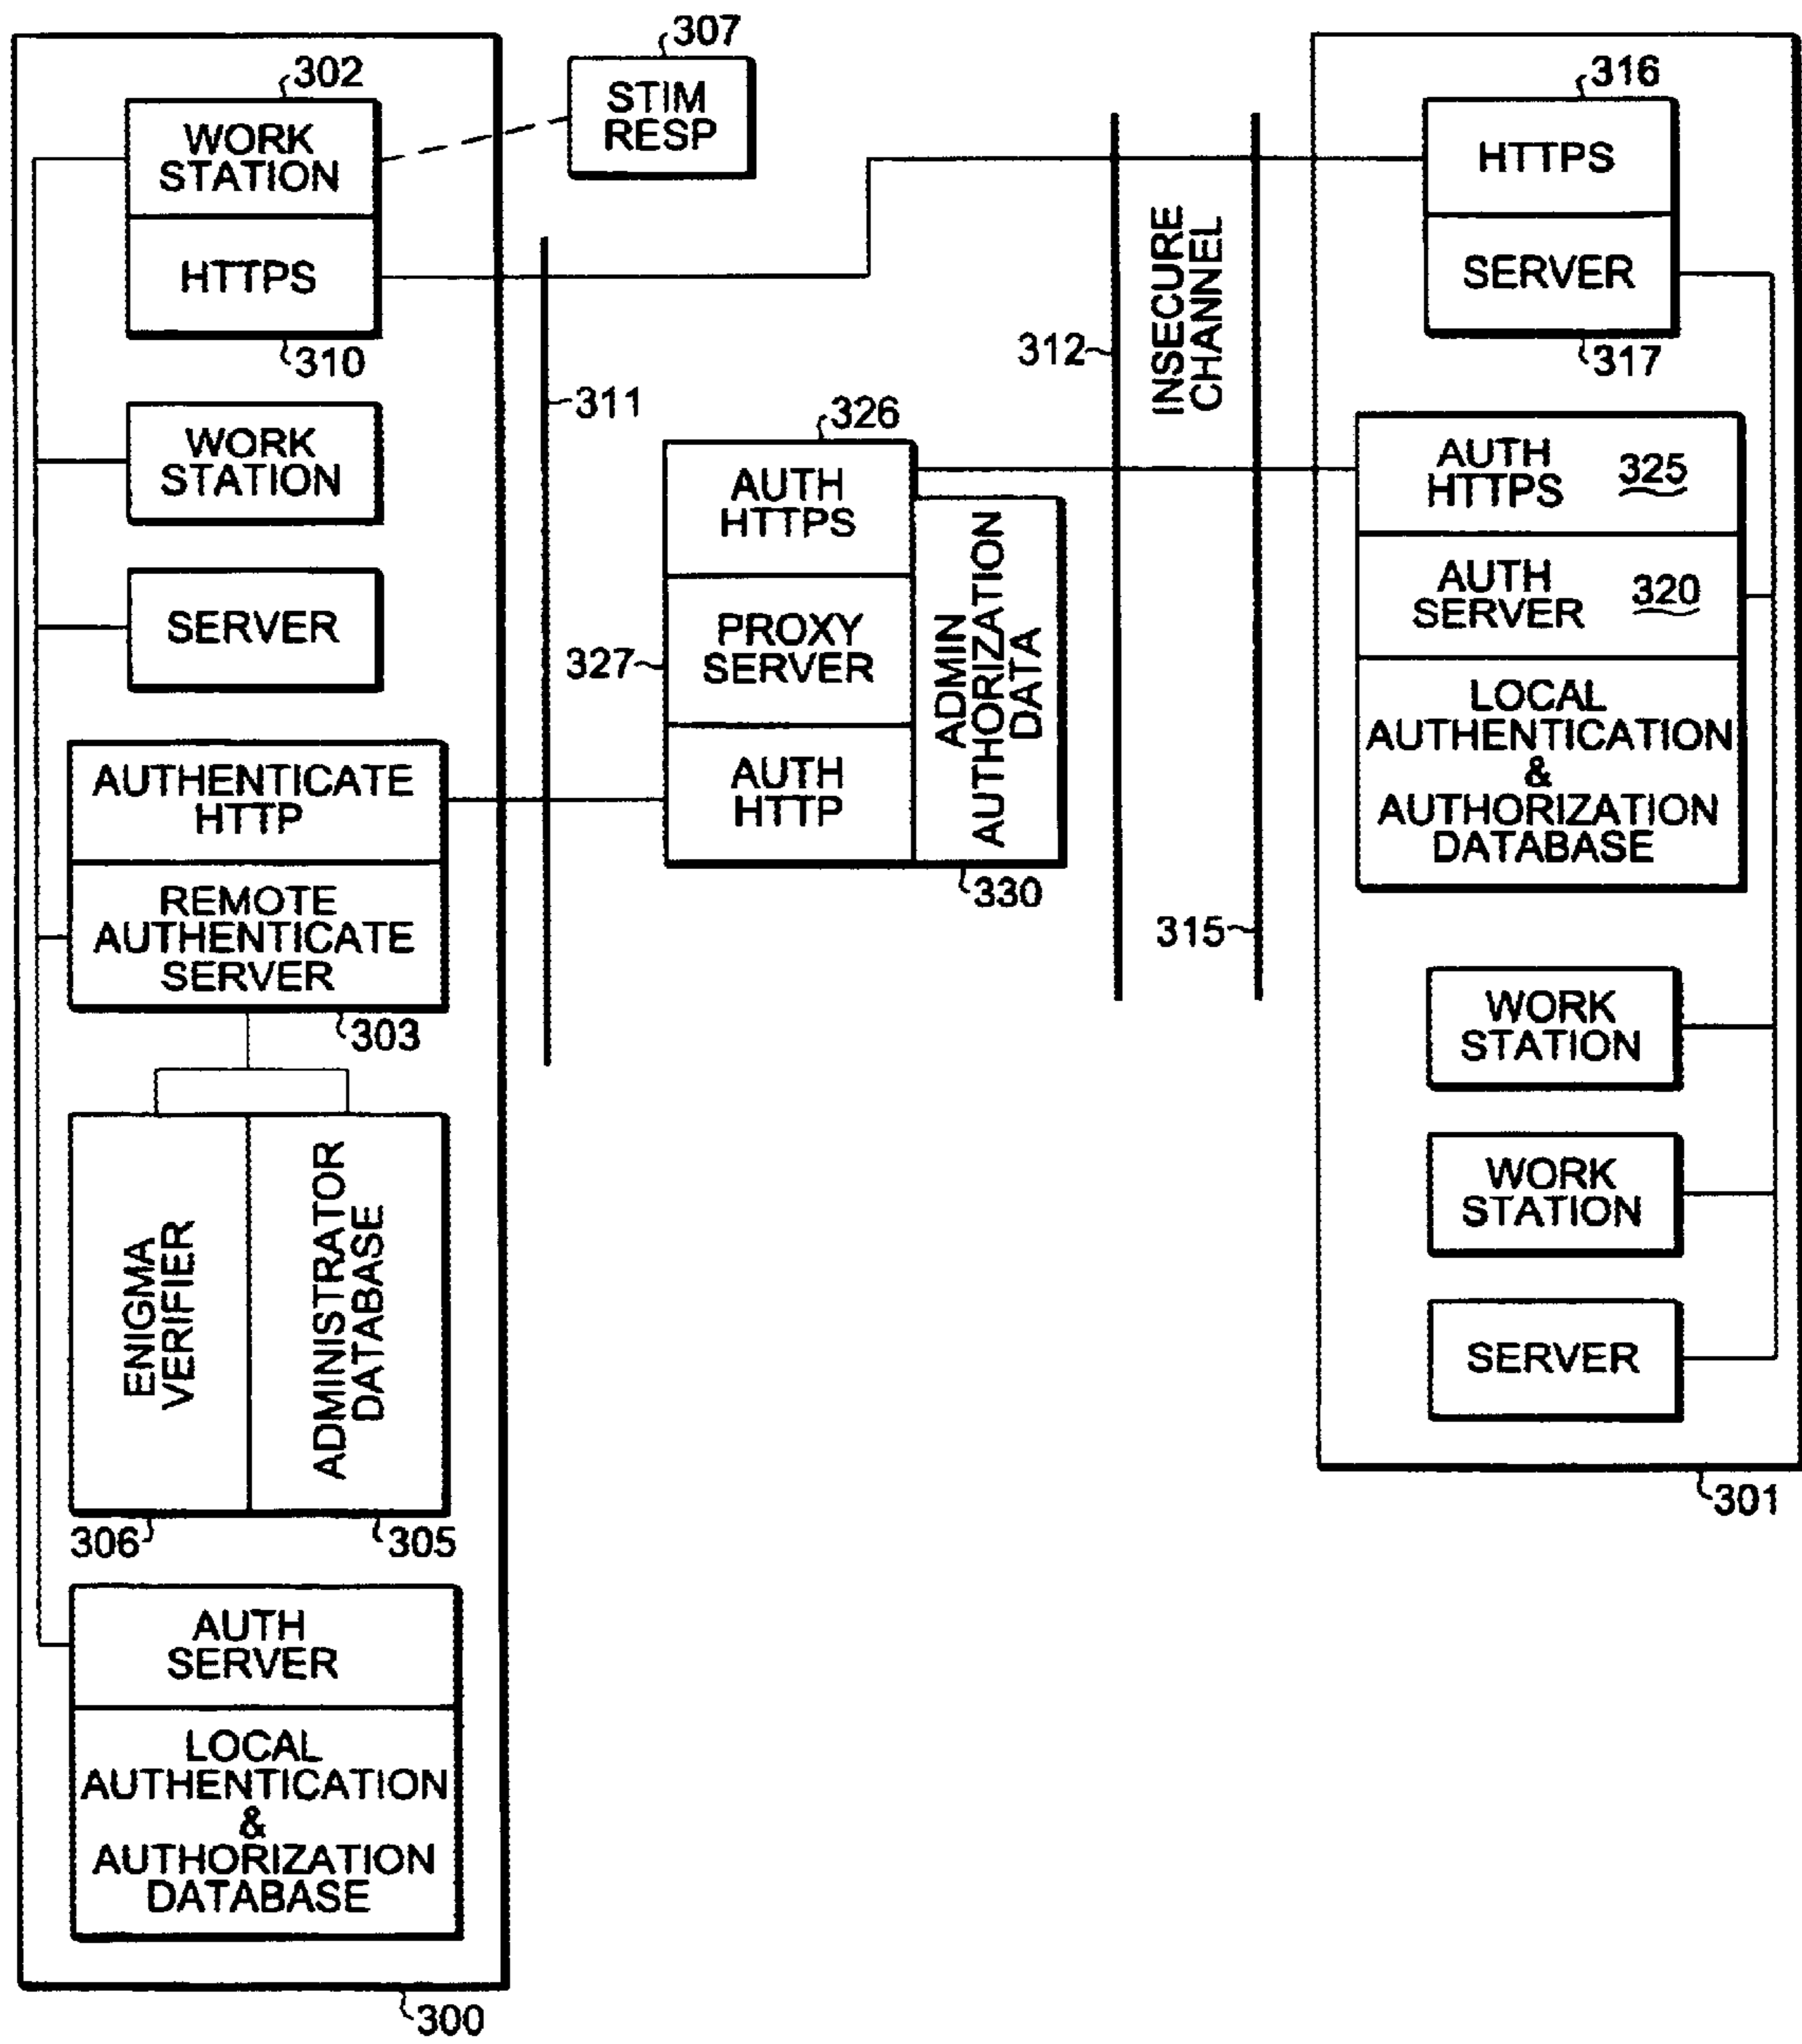 307
STIM
RESP
302
WORK
STATION
HTTPS
310
WORK
STATION
SERVER
AUTHENTICATE
HTTP
REMOTE
AUTHENTICATE
SERVER
303
ENIGMA
VERIFIER
ADMINISTRATOR
DATABASE
306
305
AUTH
SERVER
LOCAL
AUTHENTICATION
&
AUTHORIZATION
DATABASE
300
311
326
AUTH
HTTPS
327
PROXY
SERVER
AUTH
HTTP
ADMIN
AUTHORIZATION
DATA
330
312
INSECURE
CHANNEL
315
316
HTTPS
SERVER
317
AUTH
HTTPS
325
AUTH
SERVER
320
LOCAL
AUTHENTICATION
&
AUTHORIZATION
DATABASE
WORK
STATION
WORK
STATION
SERVER
301